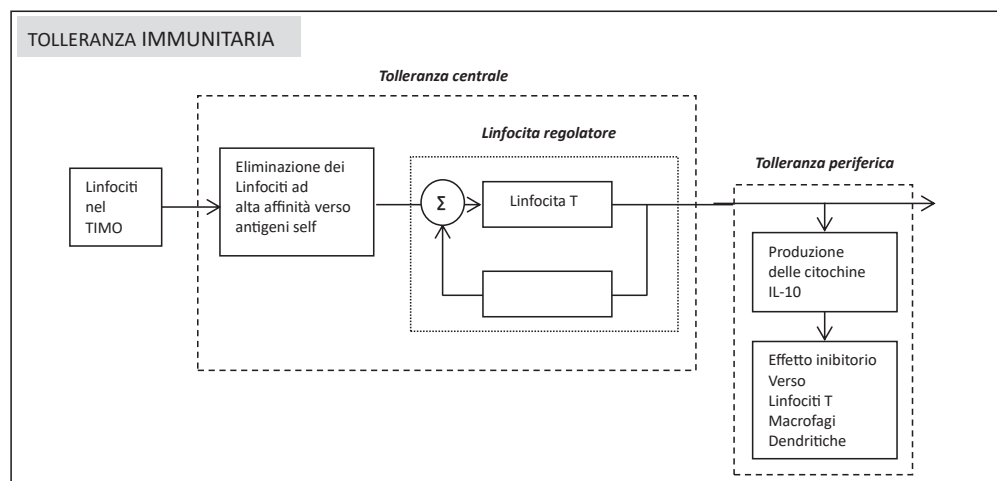 TOLLERANZA IMMUNITARIA
Tolleranza centrale
Linfocita regolatore
Tolleranza periferica
Linfociti
nel
TIMO
Eliminazione dei
Linfociti ad
alta affinità verso
antigeni self
Σ
Linfocita T
Produzione
delle citochine
IL-10
Effetto inibitorio
Verso
Linfociti T
Macrofagi
Dendritiche